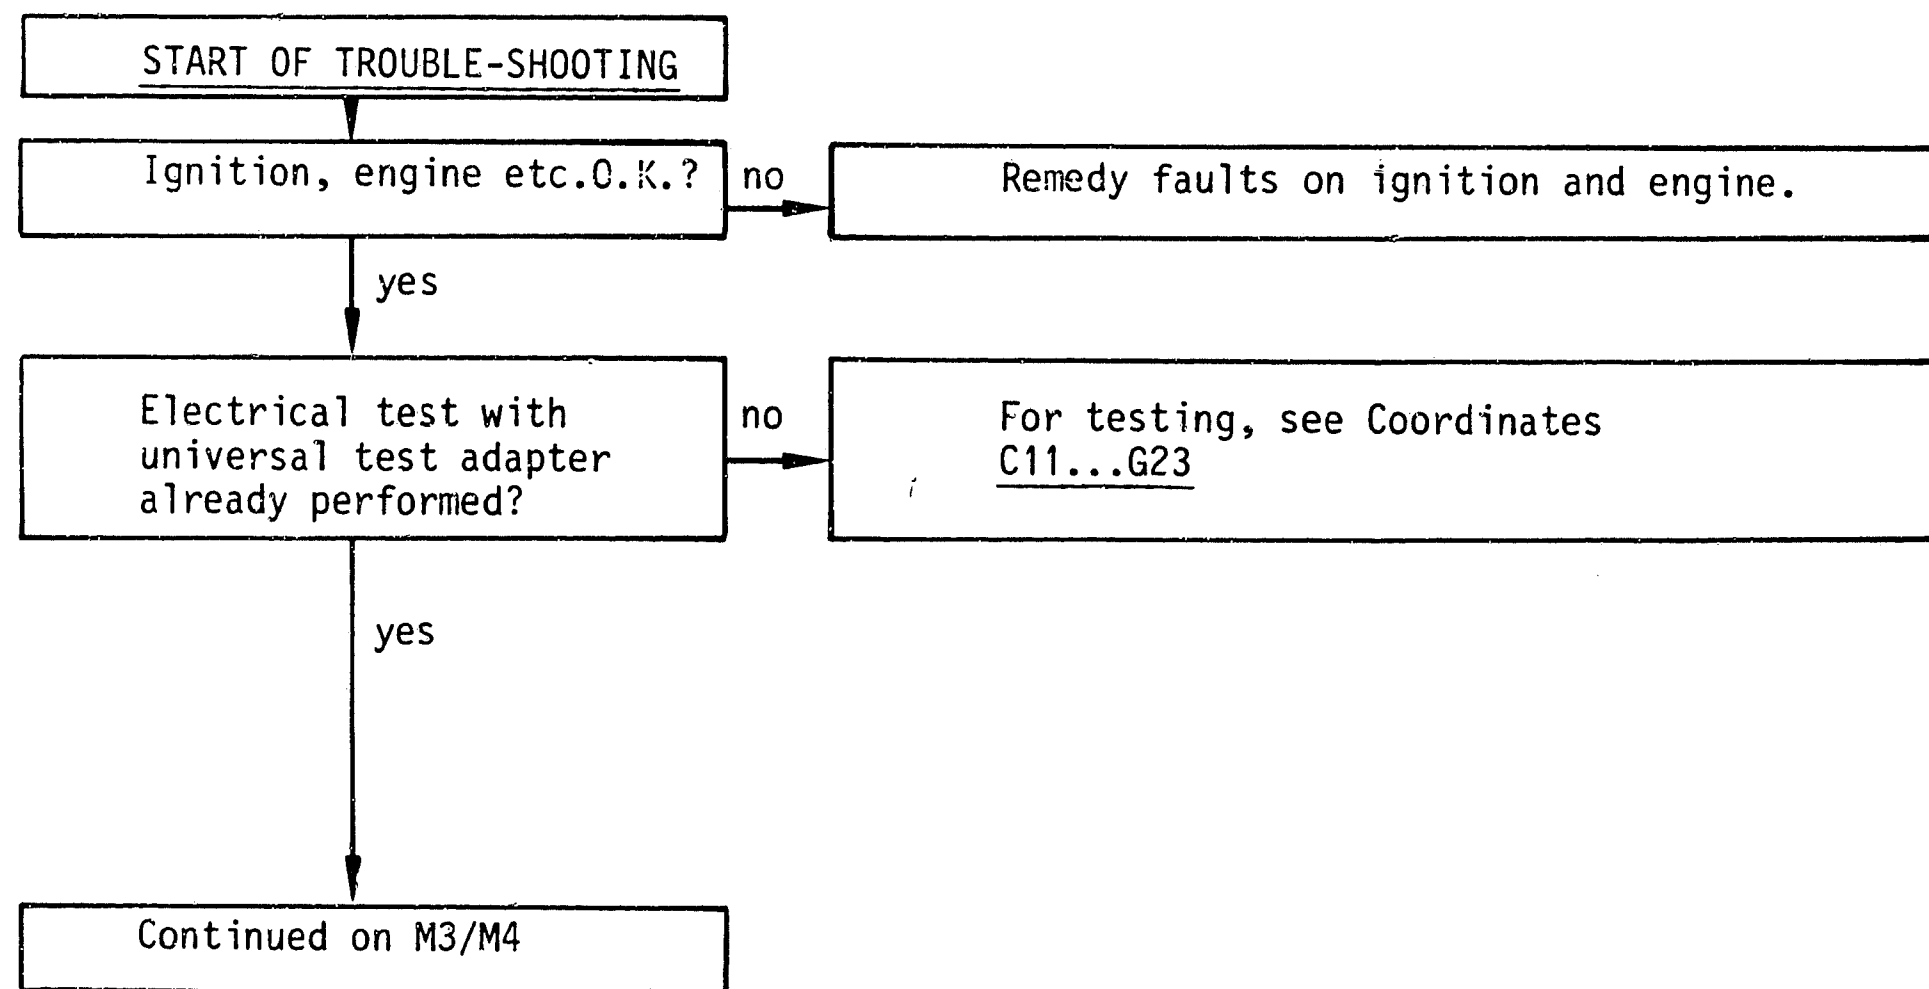 START OF TROUBLE-SHOOTING
Ignition, engine etc.O.K.?
no
Remedy faults on ignition and engine.
yes
Electrical test with
universal test adapter
already performed?
no
For testing, see Coordinates
C11...G23
yes
Continued on M3/M4